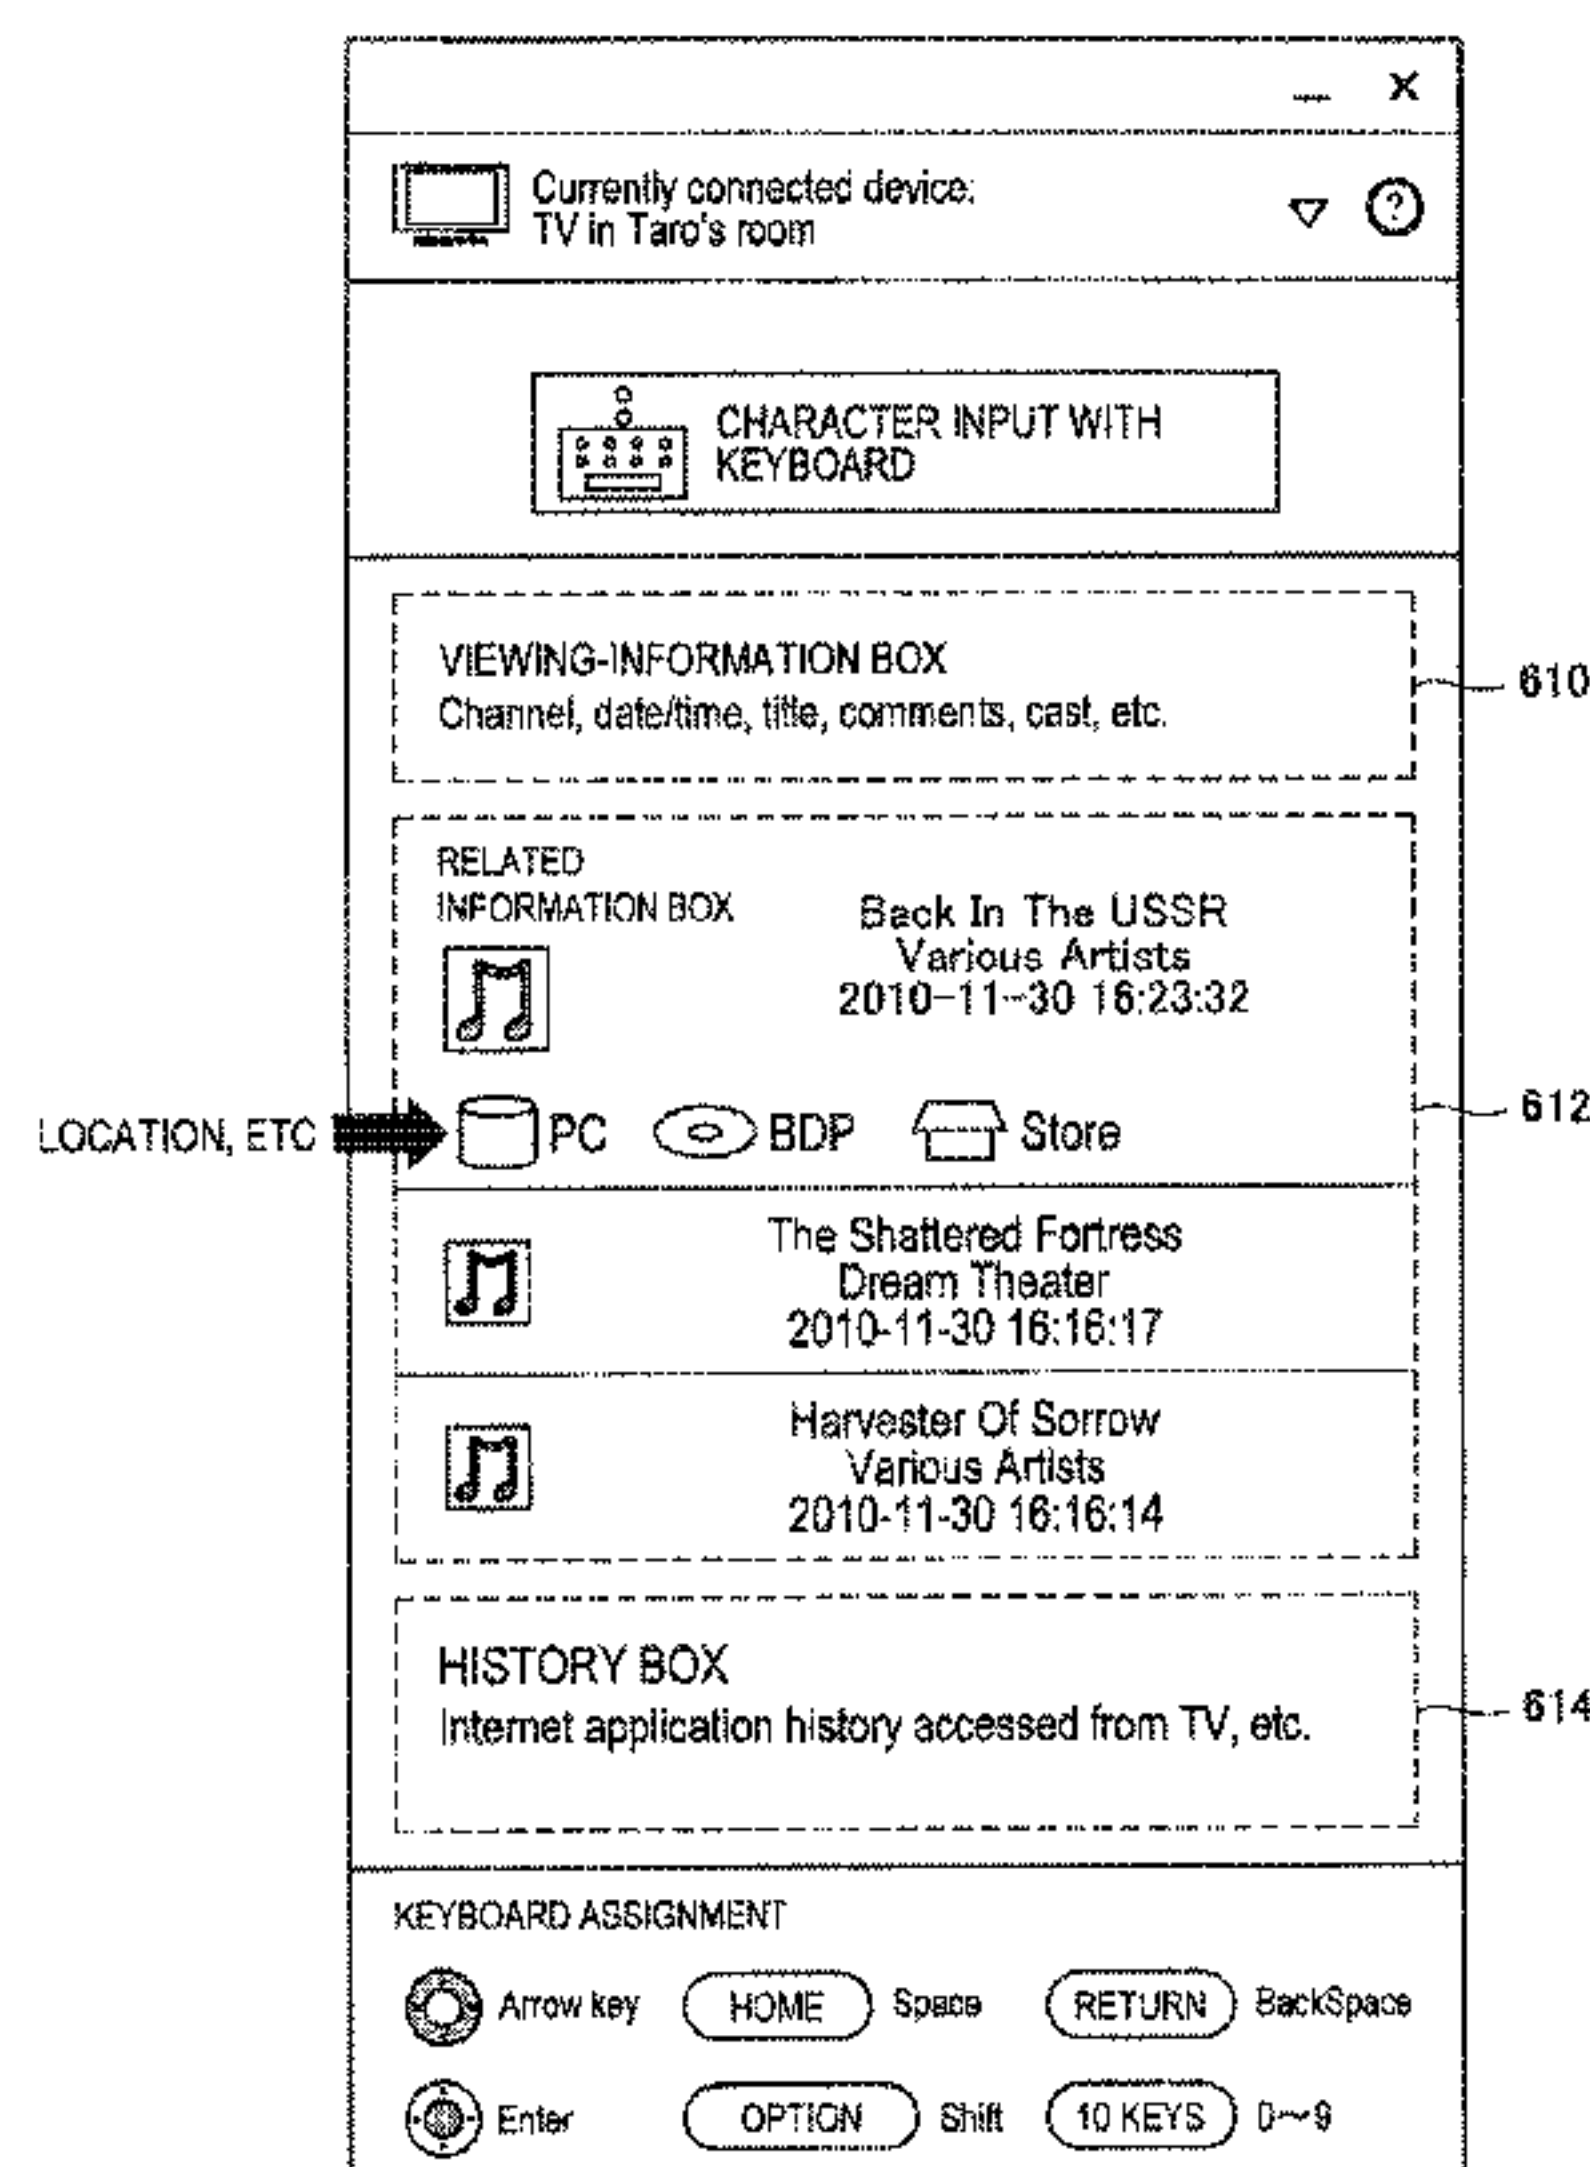 _ X
Currently connected device:
TV in Taro's room
?
CHARACTER INPUT WITH
KEYBOARD
VIEWING-INFORMATION BOX
Channel, date/time, title, comments, cast, etc.
610
RELATED
INFORMATION BOX
Back In The USSR
Various Artists
2010-11-30 16:23:32
LOCATION, ETC
PC BDP Store
612
The Shattered Fortress
Dream Theater
2010-11-30 16:16:17
Harvester Of Sorrow
Various Artists
2010-11-30 16:16:14
HISTORY BOX
Internet application history accessed from TV, etc.
614
KEYBOARD ASSIGNMENT
Arrow key HOME Space RETURN BackSpace
Enter OPTION Shift 10 KEYS 0~9